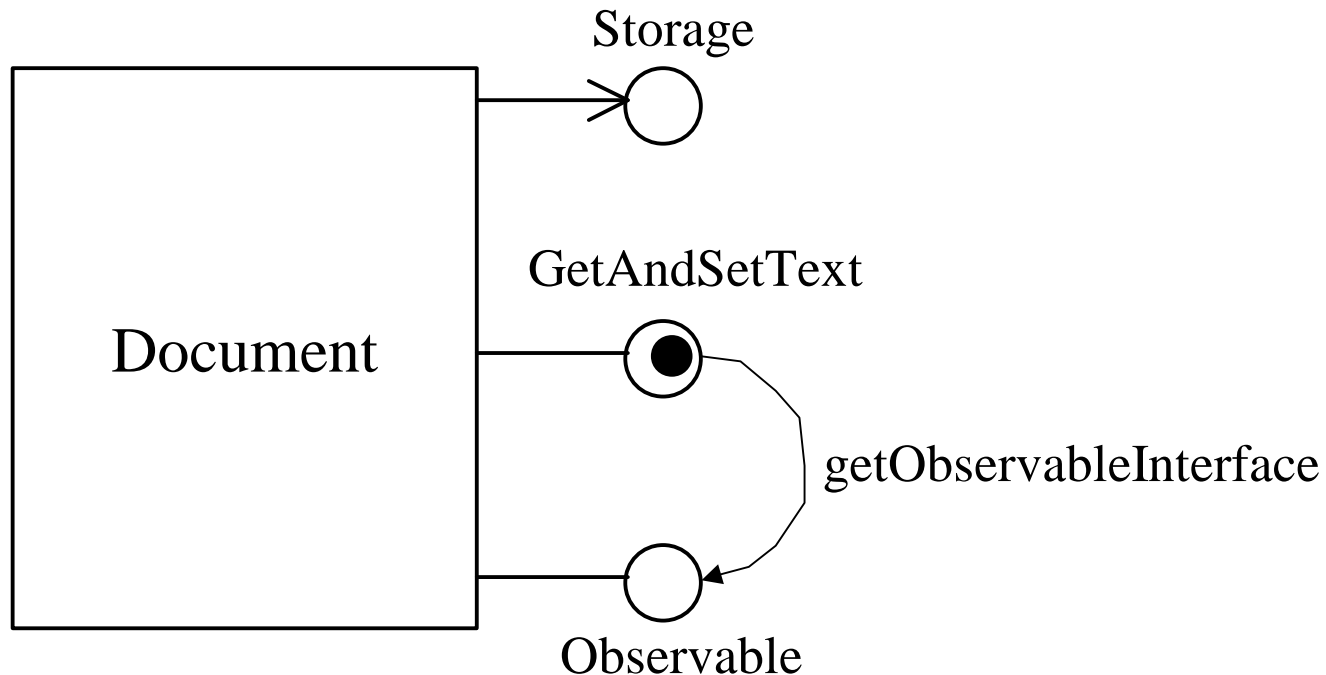 Storage
GetAndSetText
Document
getObservableInterface
Observable